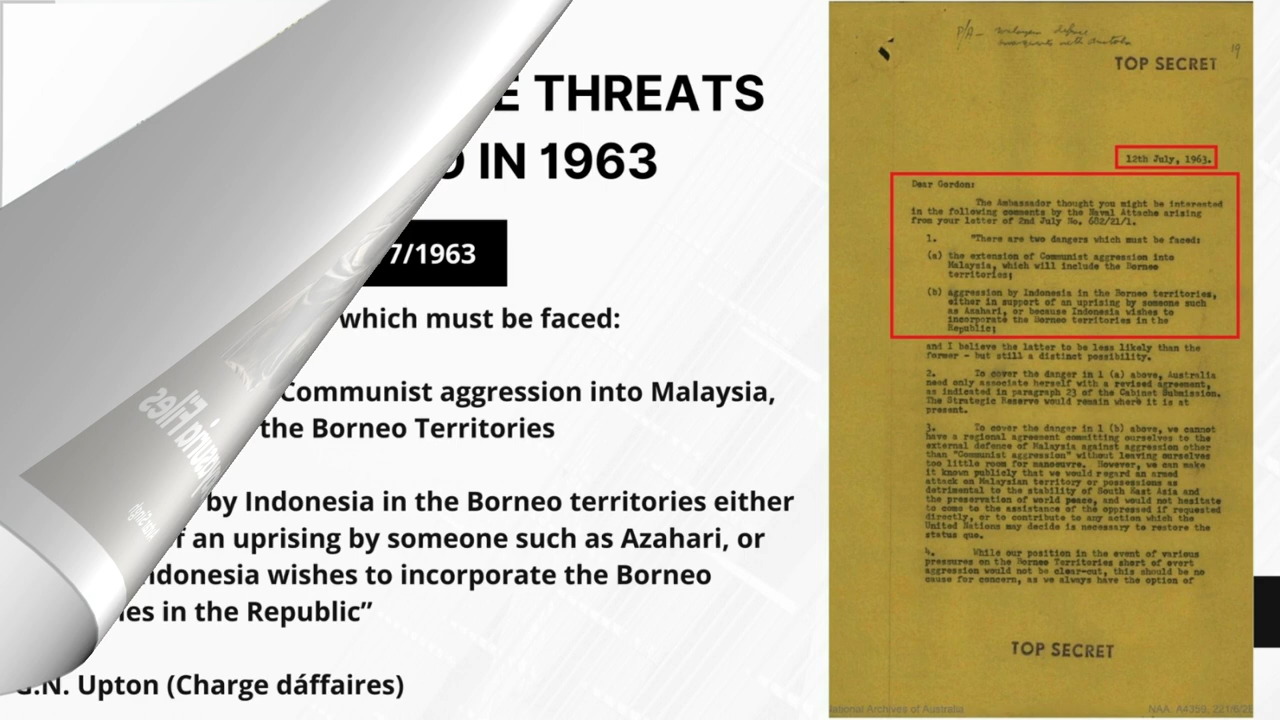 THREATS
IN 1963
7/1963
which must be faced:
Communist aggression into Malaysia,
the Borneo Territories
by Indonesia in the Borneo territories either
an uprising by someone such as Azahari, or
Indonesia wishes to incorporate the Borneo
in the Republic”
G.N. Upton (Charge dáffaires)
Files
TOP SECRET
19
12th July, 1963.
Dear Gordon:
The Ambassador thought you might be interested
in the following comments by the Naval Attache arising
from your letter of 2nd July No. 682/21/1.
1. "There are two dangers which must be faced:
(a) the extension of Communist aggression into
Malaysia, which will include the Borneo
territories;
(b) aggression by Indonesia in the Borneo territories,
either in support of an uprising by someone such
as Azahari, or because Indonesia wishes to
incorporate the Borneo territories in the
Republic;
and I believe the latter to be less likely than the
former - but still a distinct possibility.
2. To cover the danger in 1 (a) above, Australia
need only associate herself with a revised agreement,
as indicated in paragraph 23 of the Cabinet Submission.
The Strategic Reserve would remain where it is at
present.
3. To cover the danger in 1 (b) above, we cannot
have a regional agreement committing ourselves to the
external defence of Malaysia against aggression other
than "Communist aggression" without leaving ourselves
too little room for manoeuvre. However, we can make
it known publicly that we would regard an armed
attack on Malaysian territory or possessions as
detrimental to the stability of South East Asia and
the preservation of world peace, and would not hesitate
to come to the assistance of the oppressed if requested
directly, or to contribute to any action which the
United Nations may decide is necessary to restore the
status quo.
4. While our position in the event of various
pressures on the Borneo Territories short of overt
aggression would not be clear-cut, this should be no
cause for concern, as we always have the option of
TOP SECRET
National Archives of Australia
NAA: A4359, 221/6/28